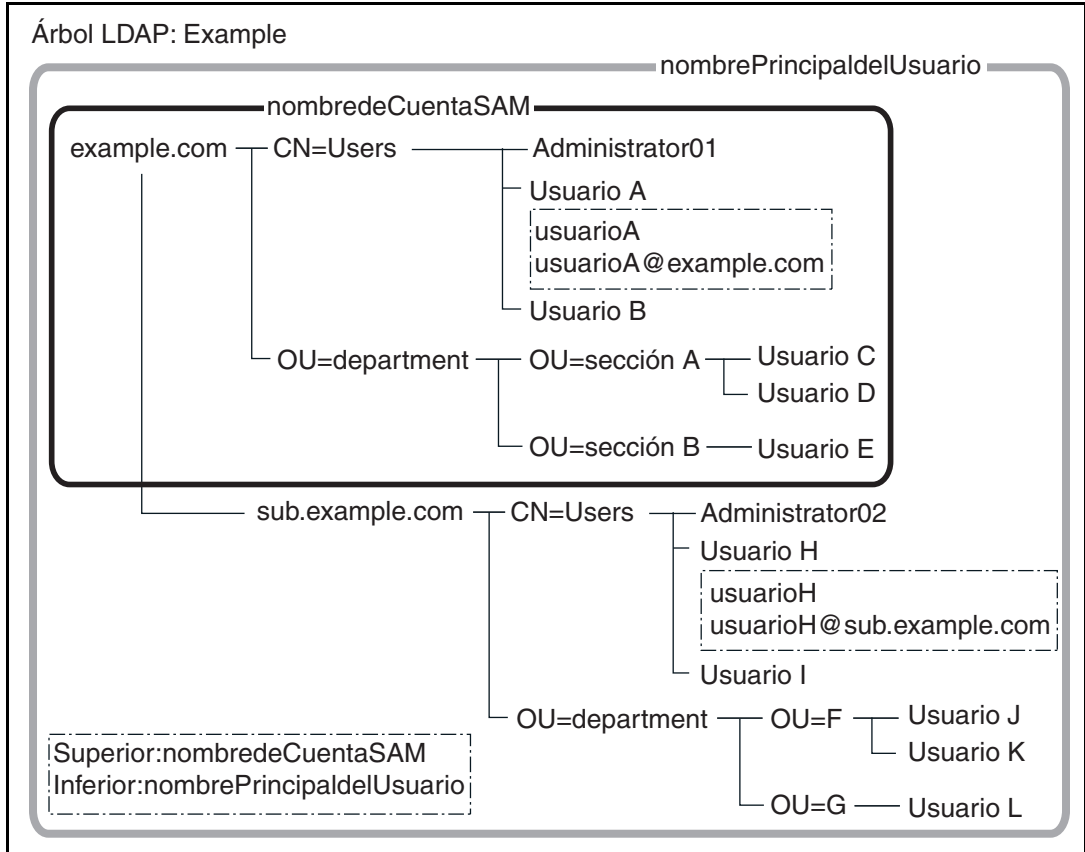 Árbol LDAP: Example
nombrePrincipaldelUsuario
nombredeCuentaSAM
example.com CN=Users Administrator01
Usuario A
usuarioA
usuarioA@example.com
Usuario B
OU=department OU=sección A Usuario C
Usuario D
OU=sección B Usuario E
sub.example.com CN=Users Administrator02
Usuario H
usuarioH
usuarioH@sub.example.com
Usuario I
OU=department OU=F Usuario J
Usuario K
OU=G Usuario L
Superior:nombredeCuentaSAM
Inferior:nombrePrincipaldelUsuario